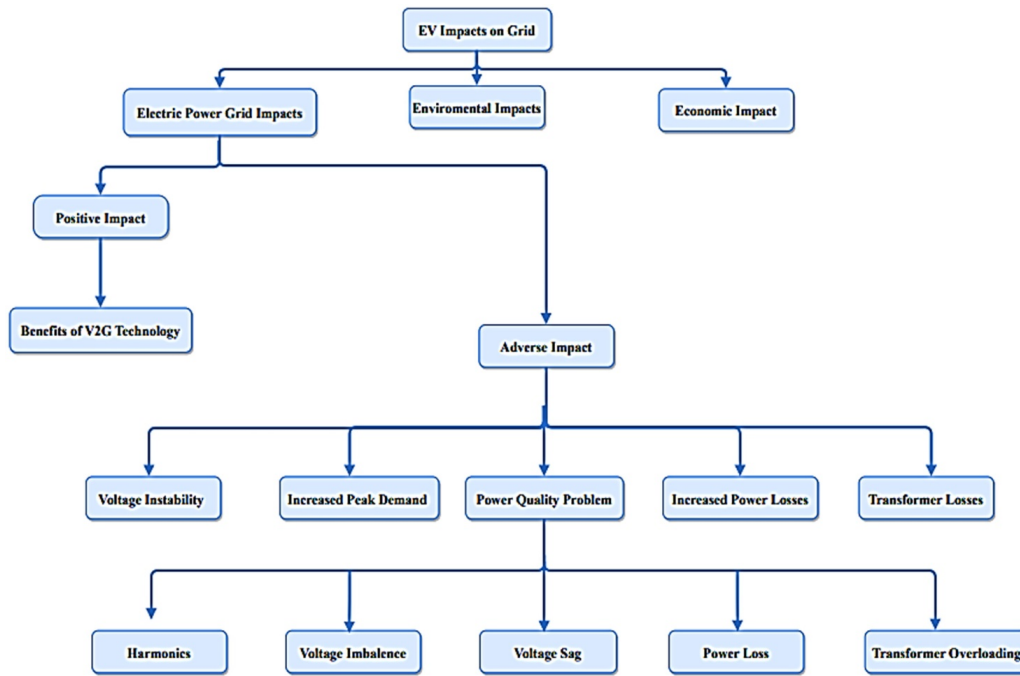 EV Impacts on Grid
Electric Power Grid Impacts
Enviromental Impacts
Economic Impact
Positive Impact
Benefits of V2G Technology
Adverse Impact
Voltage Instability
Increased Peak Demand
Power Quality Problem
Increased Power Losses
Transformer Losses
Harmonics
Voltage Imbalence
Voltage Sag
Power Loss
Transformer Overloading